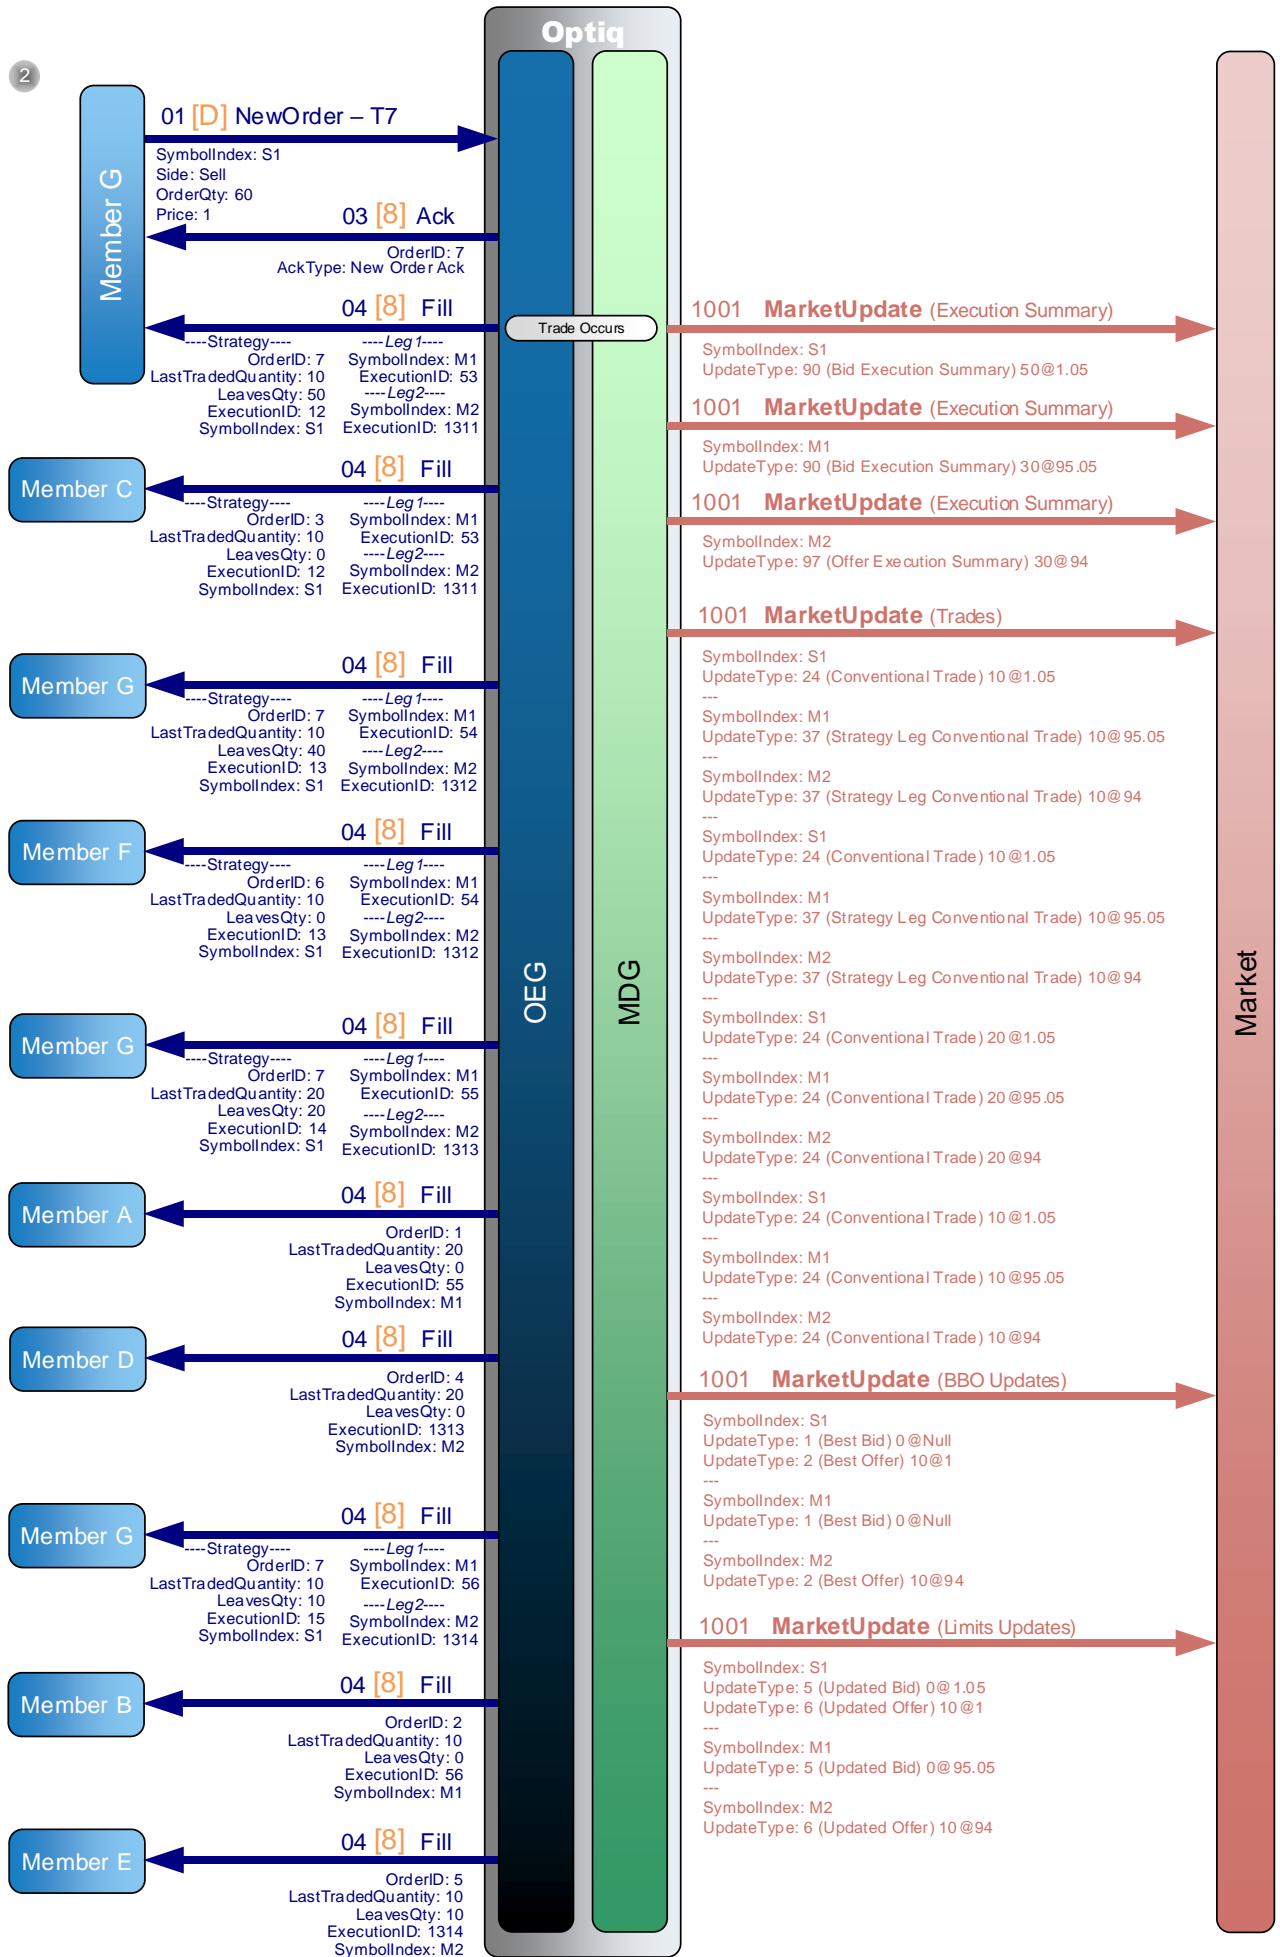 Optiq
2
Member G
01 [D] NewOrder – T7
SymbolIndex: S1
Side: Sell
OrderQty: 60
Price: 1
03 [8] Ack
OrderID: 7
AckType: New Order Ack
04 [8] Fill
----Strategy----
OrderID: 7
LastTradedQuantity: 10
LeavesQty: 50
ExecutionID: 12
SymbolIndex: S1
----Leg1----
SymbolIndex: M1
ExecutionID: 53
----Leg2----
SymbolIndex: M2
ExecutionID: 1311
Member C
04 [8] Fill
----Strategy----
OrderID: 3
LastTradedQuantity: 10
LeavesQty: 0
ExecutionID: 12
SymbolIndex: S1
----Leg1----
SymbolIndex: M1
ExecutionID: 53
----Leg2----
SymbolIndex: M2
ExecutionID: 1311
Member G
04 [8] Fill
----Strategy----
OrderID: 7
LastTradedQuantity: 10
LeavesQty: 40
ExecutionID: 13
SymbolIndex: S1
----Leg1----
SymbolIndex: M1
ExecutionID: 54
----Leg2----
SymbolIndex: M2
ExecutionID: 1312
Member F
04 [8] Fill
----Strategy----
OrderID: 6
LastTradedQuantity: 10
LeavesQty: 0
ExecutionID: 13
SymbolIndex: S1
----Leg1----
SymbolIndex: M1
ExecutionID: 54
----Leg2----
SymbolIndex: M2
ExecutionID: 1312
Member G
04 [8] Fill
----Strategy----
OrderID: 7
LastTradedQuantity: 20
LeavesQty: 20
ExecutionID: 14
SymbolIndex: S1
----Leg1----
SymbolIndex: M1
ExecutionID: 55
----Leg2----
SymbolIndex: M2
ExecutionID: 1313
Member A
04 [8] Fill
OrderID: 1
LastTradedQuantity: 20
LeavesQty: 0
ExecutionID: 55
SymbolIndex: M1
Member D
04 [8] Fill
OrderID: 4
LastTradedQuantity: 20
LeavesQty: 0
ExecutionID: 1313
SymbolIndex: M2
Member G
04 [8] Fill
----Strategy----
OrderID: 7
LastTradedQuantity: 10
LeavesQty: 10
ExecutionID: 15
SymbolIndex: S1
----Leg1----
SymbolIndex: M1
ExecutionID: 56
----Leg2----
SymbolIndex: M2
ExecutionID: 1314
Member B
04 [8] Fill
OrderID: 2
LastTradedQuantity: 10
LeavesQty: 0
ExecutionID: 56
SymbolIndex: M1
Member E
04 [8] Fill
OrderID: 5
LastTradedQuantity: 10
LeavesQty: 10
ExecutionID: 1314
SymbolIndex: M2
Trade Occurs
OEG
MDG
1001 MarketUpdate (Execution Summary)
SymbolIndex: S1
UpdateType: 90 (Bid Execution Summary) 50@1.05
1001 MarketUpdate (Execution Summary)
SymbolIndex: M1
UpdateType: 90 (Bid Execution Summary) 30@95.05
1001 MarketUpdate (Execution Summary)
SymbolIndex: M2
UpdateType: 97 (Offer Execution Summary) 30@94
1001 MarketUpdate (Trades)
SymbolIndex: S1
UpdateType: 24 (Conventional Trade) 10@1.05
---
SymbolIndex: M1
UpdateType: 37 (Strategy Leg Conventional Trade) 10@95.05
---
SymbolIndex: M2
UpdateType: 37 (Strategy Leg Conventional Trade) 10@94
---
SymbolIndex: S1
UpdateType: 24 (Conventional Trade) 10@1.05
---
SymbolIndex: M1
UpdateType: 37 (Strategy Leg Conventional Trade) 10@95.05
---
SymbolIndex: M2
UpdateType: 37 (Strategy Leg Conventional Trade) 10@94
---
SymbolIndex: S1
UpdateType: 24 (Conventional Trade) 20@1.05
---
SymbolIndex: M1
UpdateType: 24 (Conventional Trade) 20@95.05
---
SymbolIndex: M2
UpdateType: 24 (Conventional Trade) 20@94
---
SymbolIndex: S1
UpdateType: 24 (Conventional Trade) 10@1.05
---
SymbolIndex: M1
UpdateType: 24 (Conventional Trade) 10@95.05
---
SymbolIndex: M2
UpdateType: 24 (Conventional Trade) 10@94
1001 MarketUpdate (BBO Updates)
SymbolIndex: S1
UpdateType: 1 (Best Bid) 0@Null
UpdateType: 2 (Best Offer) 10@1
---
SymbolIndex: M1
UpdateType: 1 (Best Bid) 0@Null
---
SymbolIndex: M2
UpdateType: 2 (Best Offer) 10@94
1001 MarketUpdate (Limits Updates)
SymbolIndex: S1
UpdateType: 5 (Updated Bid) 0@1.05
UpdateType: 6 (Updated Offer) 10@1
---
SymbolIndex: M1
UpdateType: 5 (Updated Bid) 0@95.05
---
SymbolIndex: M2
UpdateType: 6 (Updated Offer) 10@94
Market